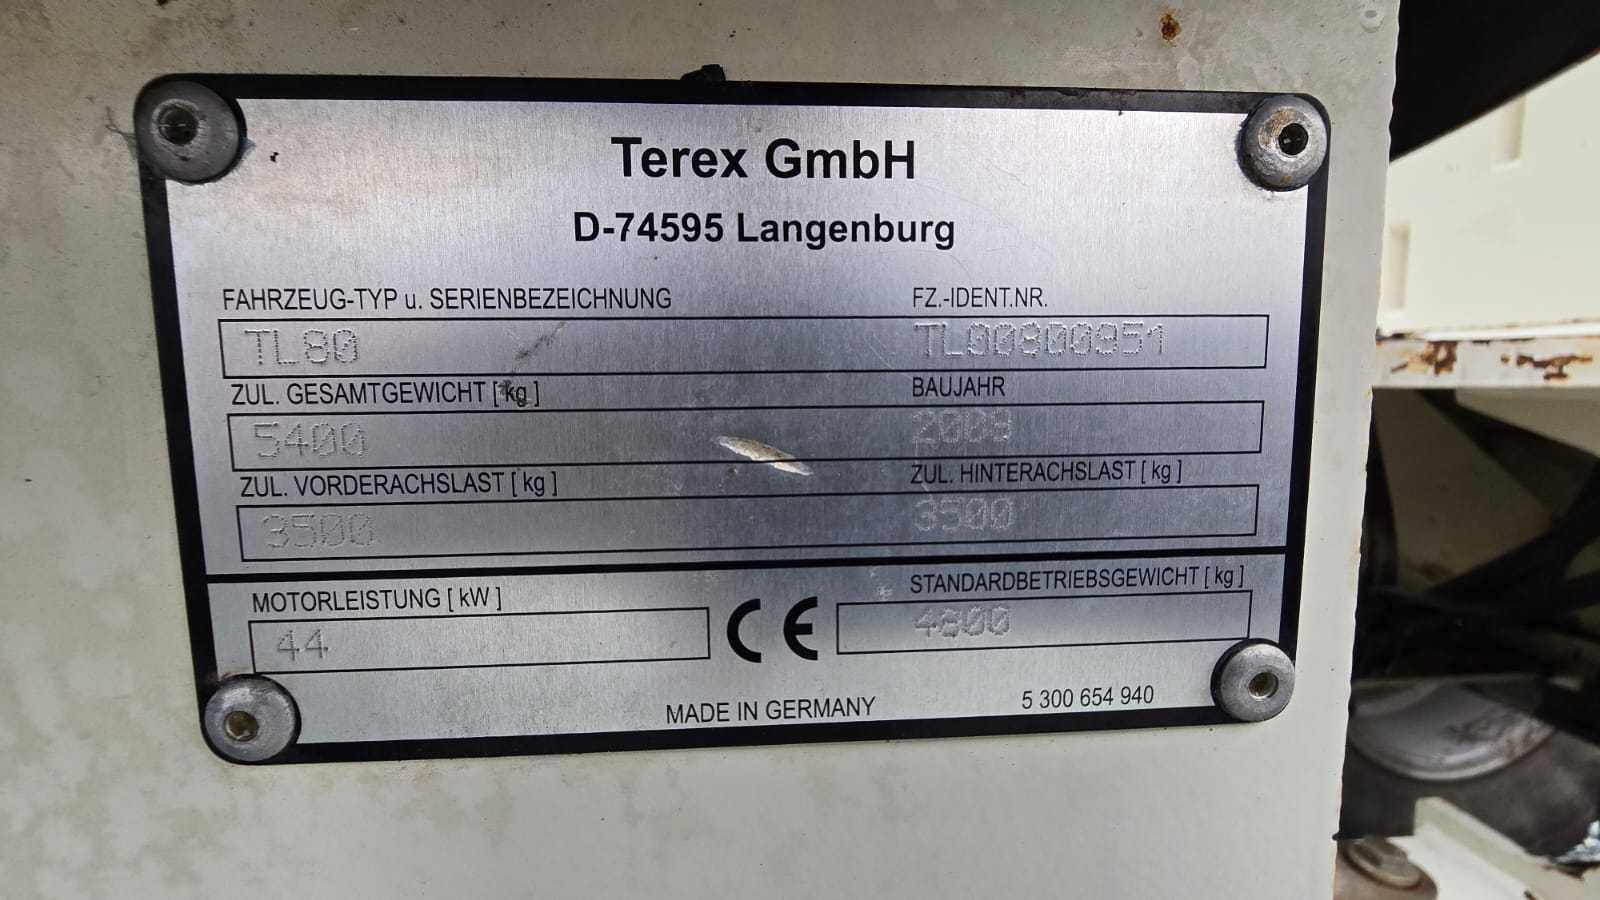 Terex GmbH
D-74595 Langenburg
FAHRZEUG-TYP u. SERIENBEZEICHNUNG FZ.-IDENT.NR.
TL80 TL00800951
ZUL. GESAMTGEWICHT [ kg ] BAUJAHR
5400 2009
ZUL. VORDERACHSLAST [ kg ] ZUL. HINTERACHSLAST [ kg ]
3500 3500
MOTORLEISTUNG [ kW ] STANDARDBETRIEBSGEWICHT [ kg ]
44 CE 4800
MADE IN GERMANY 5 300 654 940